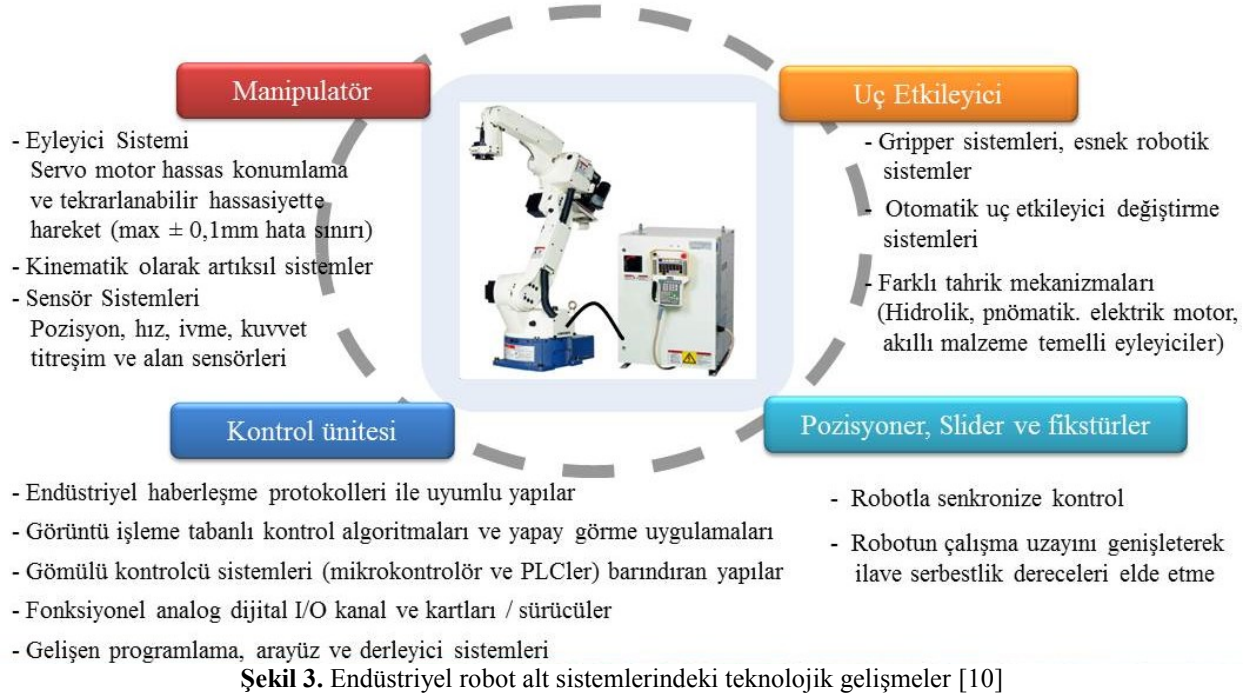 Manipulatör
- Eyleyici Sistemi
Servo motor hassas konumlama
ve tekrarlanabilir hassasiyette
hareket (max ± 0,1mm hata sınırı)
- Kinematik olarak artıksıl sistemler
- Sensör Sistemleri
Pozisyon, hız, ivme, kuvvet
titreşim ve alan sensörleri
Uç Etkileyici
- Gripper sistemleri, esnek robotik
sistemler
- Otomatik uç etkileyici değiştirme
sistemleri
- Farklı tahrik mekanizmaları
(Hidrolik, pnömatik. elektrik motor,
akıllı malzeme temelli eyleyiciler)
Kontrol ünitesi
- Endüstriyel haberleşme protokolleri ile uyumlu yapılar
- Görüntü işleme tabanlı kontrol algoritmaları ve yapay görme uygulamaları
- Gömülü kontrolcü sistemleri (mikrokontrolör ve PLCler) barındıran yapılar
- Fonksiyonel analog dijital I/O kanal ve kartları / sürücüler
- Gelişen programlama, arayüz ve derleyici sistemleri
Pozisyoner, Slider ve fikstürler
- Robotla senkronize kontrol
- Robotun çalışma uzayını genişleterek
ilave serbestlik dereceleri elde etme
Şekil 3. Endüstriyel robot alt sistemlerindeki teknolojik gelişmeler [10]